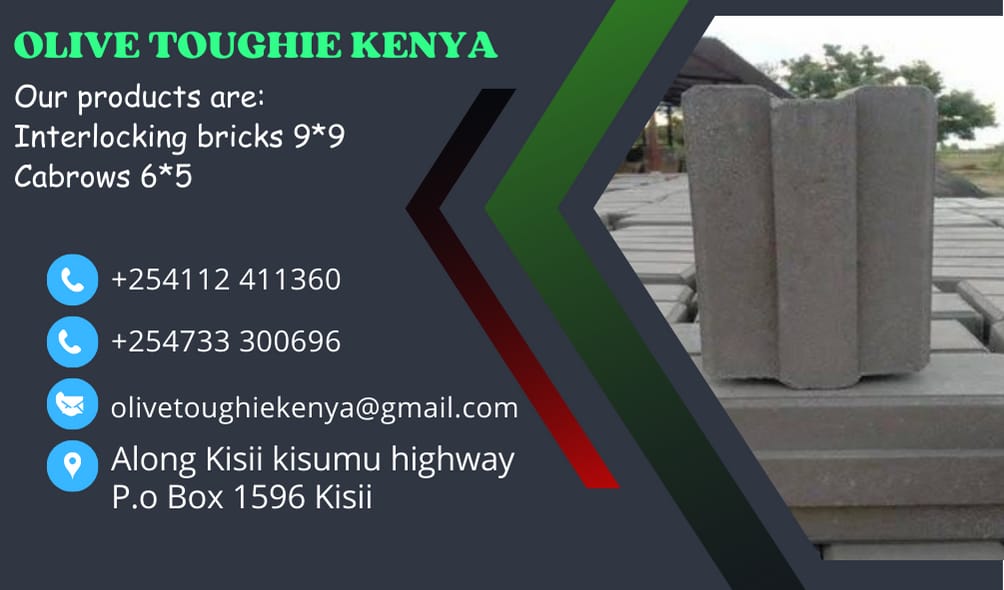 OLIVE TOUGHIE KENYA
Our products are:
Interlocking bricks 9*9
Cabrows 6*5
+254112 411360
+254733 300696
olivetoughiekenya@gmail.com
Along Kisii kisumu highway
P.o Box 1596 Kisii